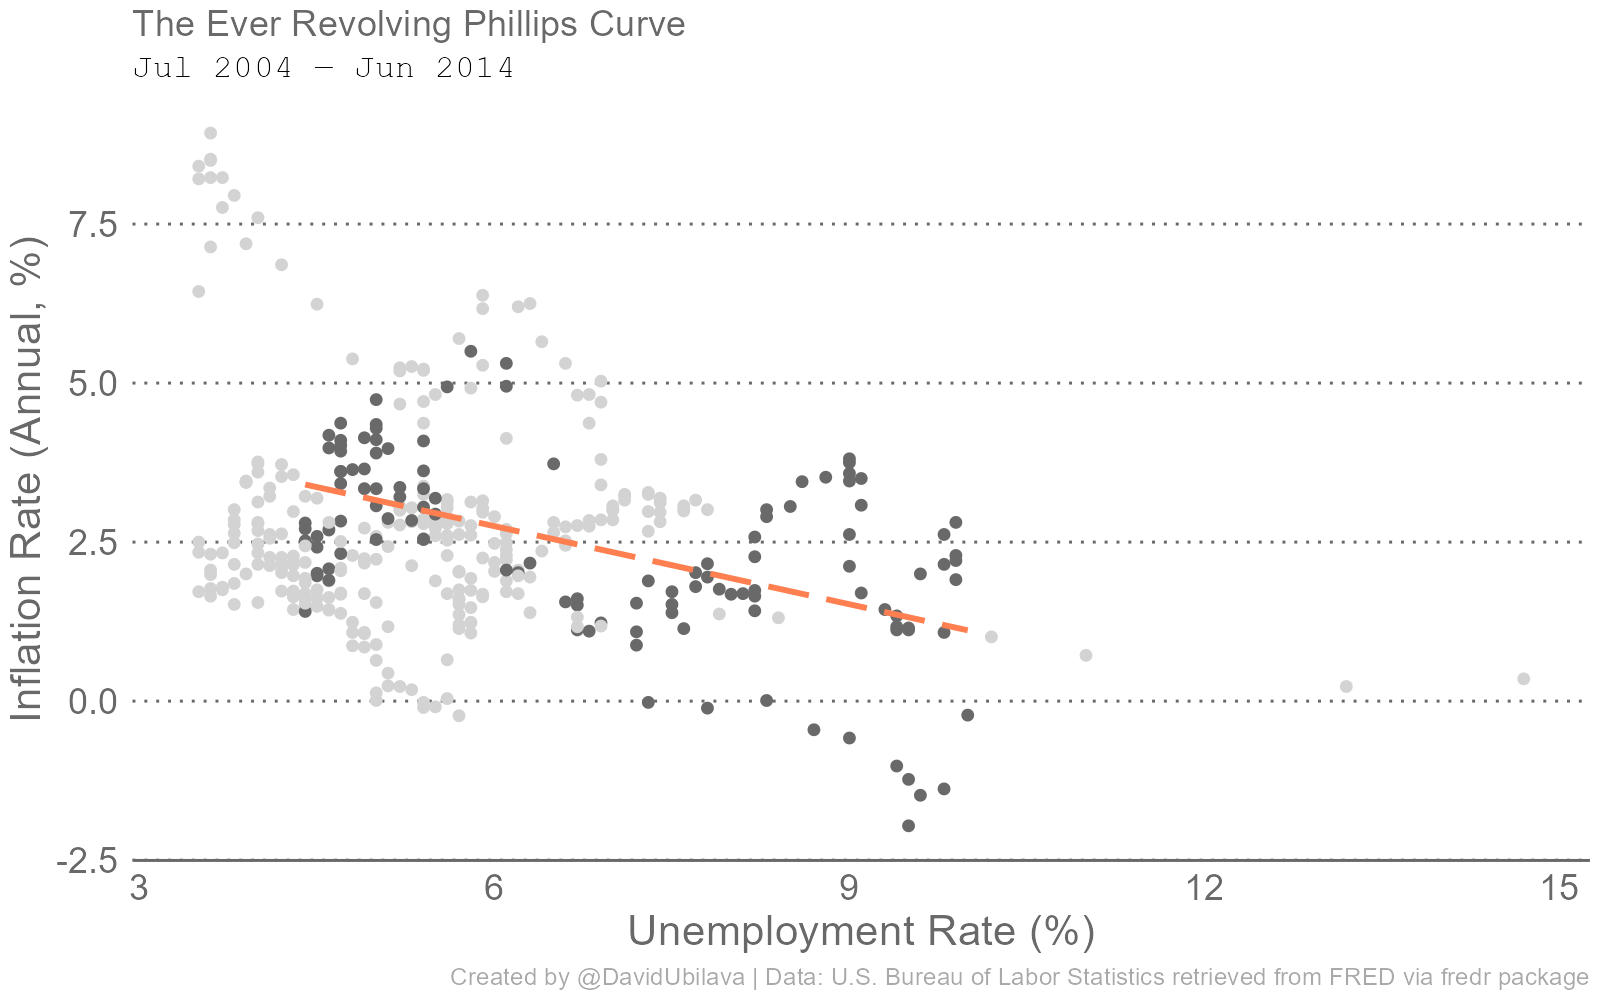 The Ever Revolving Phillips Curve
Jul 2004 — Jun 2014
7.5
5.0
2.5
0.0
-2.5
Inflation Rate (Annual, %)
3 6 9 12 15
Unemployment Rate (%)
Created by @DavidUbilava | Data: U.S. Bureau of Labor Statistics retrieved from FRED via fredr package